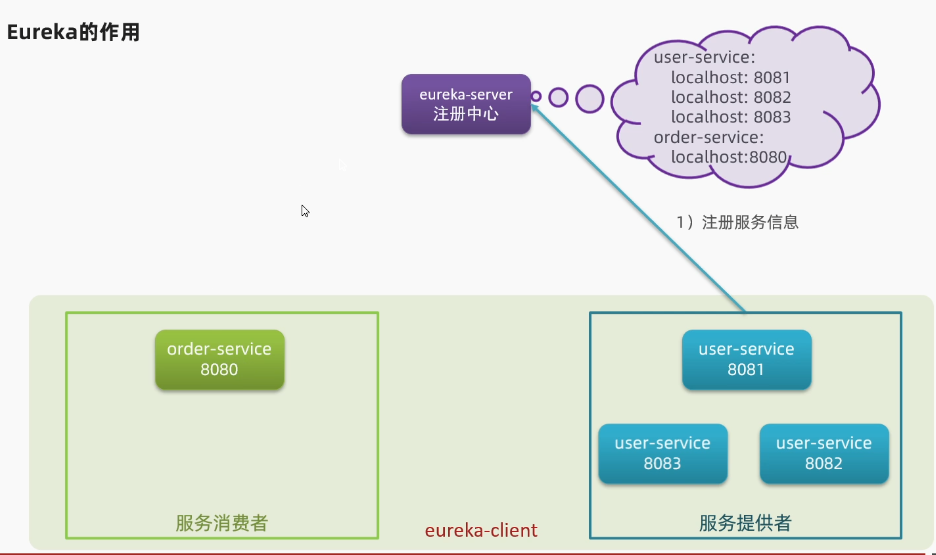 Eureka的作用
eureka-server
注册中心
user-service:
localhost: 8081
localhost: 8082
localhost: 8083
order-service:
localhost:8080
1）注册服务信息
order-service
8080
user-service
8081
user-service
8083
user-service
8082
服务消费者
eureka-client
服务提供者